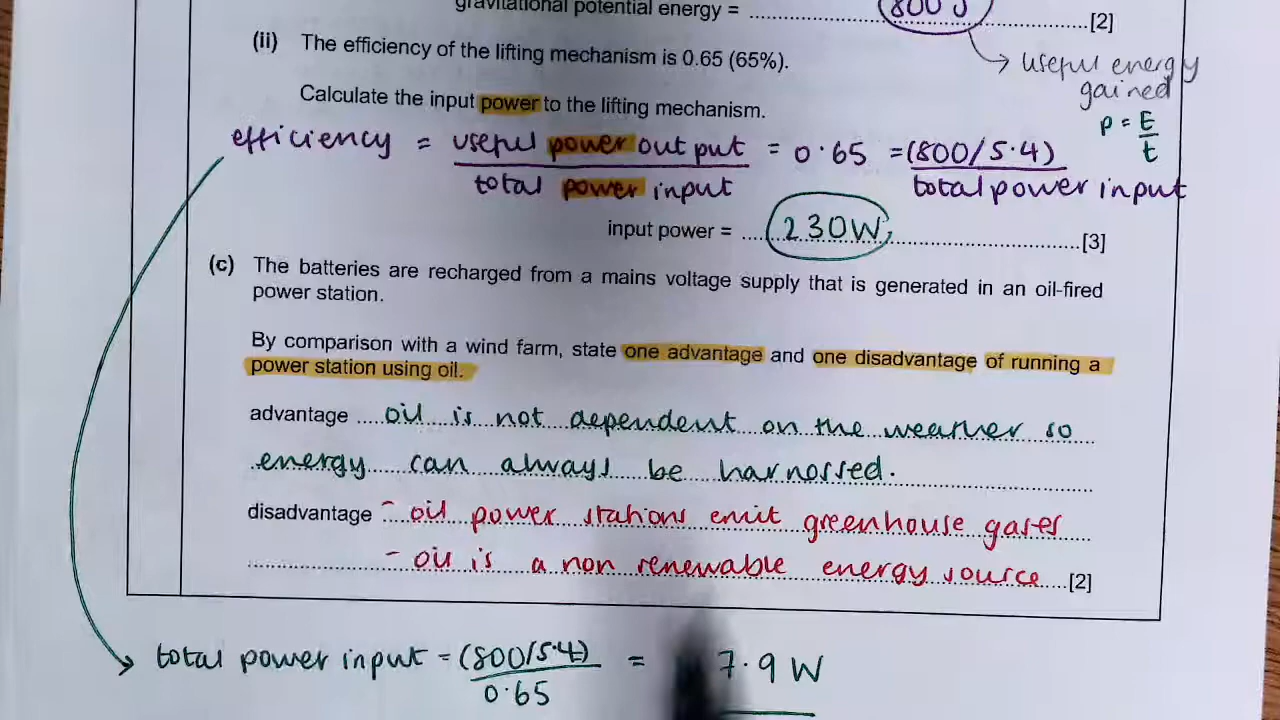 gravitational potential energy = .......... 800 J ..........[2]
(ii) The efficiency of the lifting mechanism is 0.65 (65%).
→ useful energy
gained
Calculate the input power to the lifting mechanism.
P = E/t
efficiency = useful power output / total power input = 0.65 = (800/5.4) / total power input
input power = .... 230W ..........[3]
(c) The batteries are recharged from a mains voltage supply that is generated in an oil-fired
power station.
By comparison with a wind farm, state one advantage and one disadvantage of running a
power station using oil.
advantage .... oil is not dependent on the weather so
energy can always be harnossed.
disadvantage - oil power stations emit greenhouse gases
- oil is a non renewable energy source ....[2]
→ total power input = (800/5.4) / 0.65 = 7.9 W